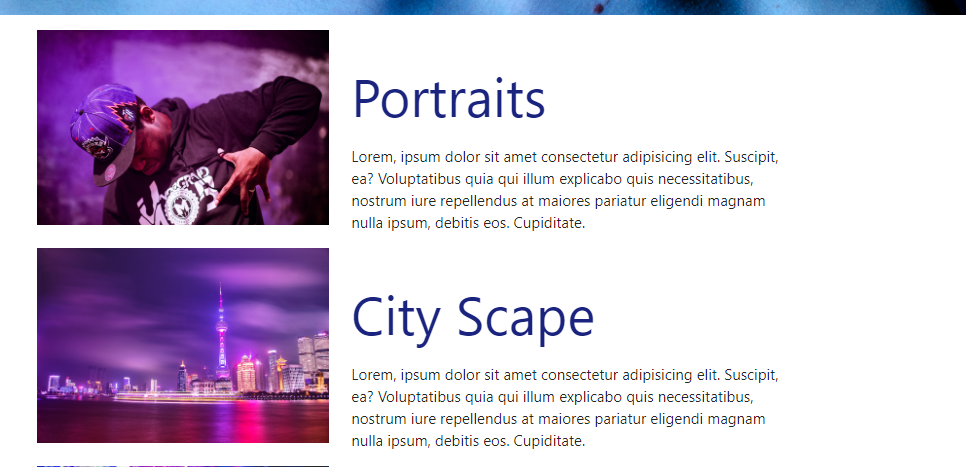 Portraits
Lorem, ipsum dolor sit amet consectetur adipisicing elit. Suscipit,
ea? Voluptatibus quia qui illum explicabo quis necessitatibus,
nostrum iure repellendus at maiores pariatur eligendi magnam
nulla ipsum, debitis eos. Cupiditate.
City Scape
Lorem, ipsum dolor sit amet consectetur adipisicing elit. Suscipit,
ea? Voluptatibus quia qui illum explicabo quis necessitatibus,
nostrum iure repellendus at maiores pariatur eligendi magnam
nulla ipsum, debitis eos. Cupiditate.